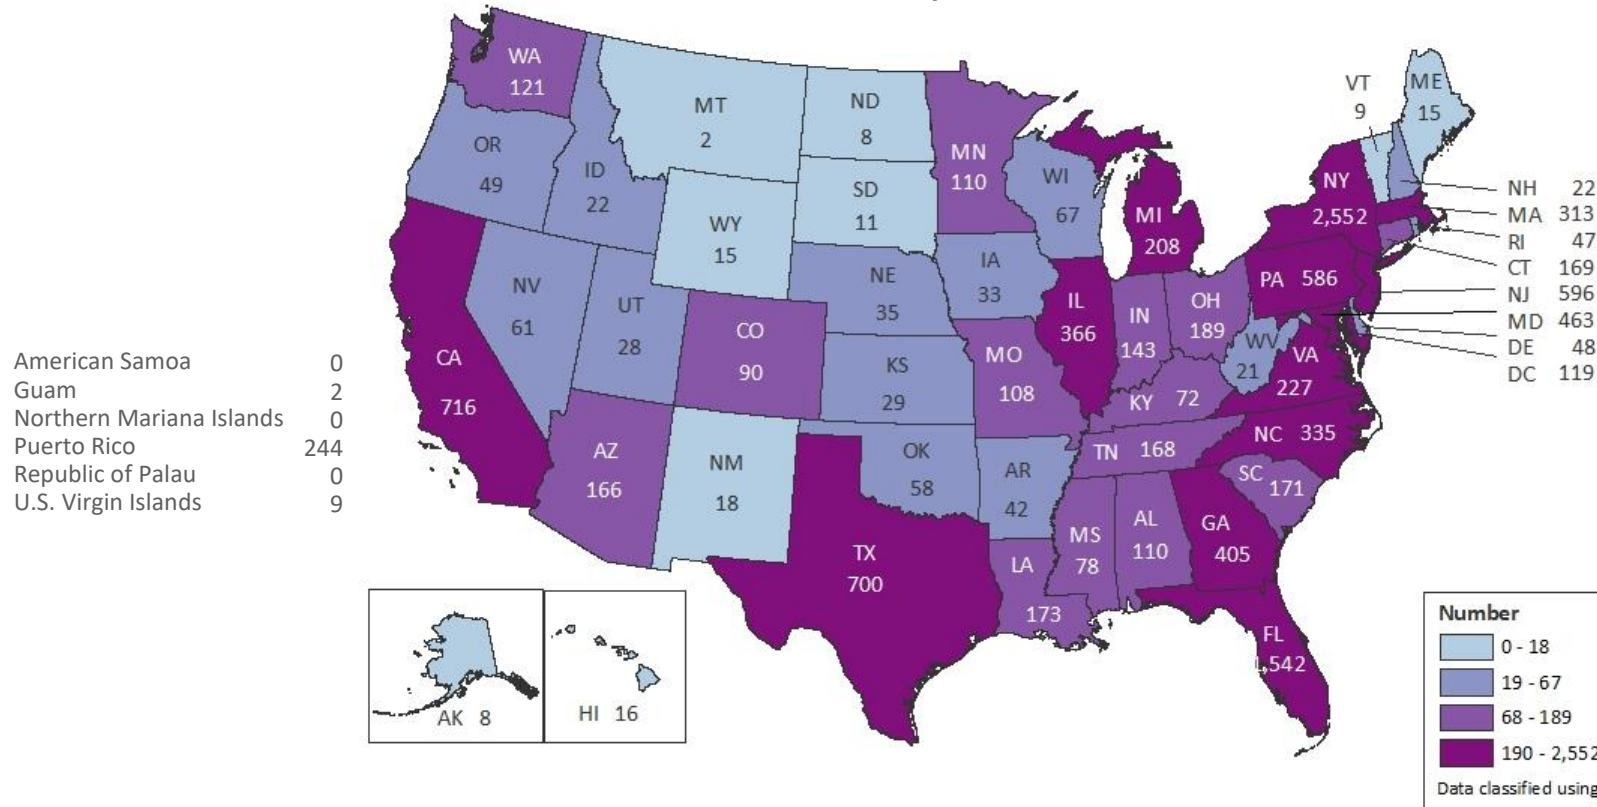 WA
121
MT
2
ND
8
MN
110
VT
9
ME
15
OR
49
ID
22
WY
15
SD
11
WI
67
MI
208
NY
2,552
NH 22
MA 313
RI 47
CT 169
NJ 596
MD 463
DE 48
DC 119
NV
61
UT
28
CO
90
NE
35
IA
33
IL
366
IN
143
OH
189
PA 586
WV
21
VA
227
CA
716
KS
29
MO
108
KY 72
NC 335
TN 168
SC
171
AZ
166
NM
18
OK
58
AR
42
MS
78
AL
110
GA
405
TX
700
LA
173
FL
,542
AK 8
HI 16
American Samoa 0
Guam 2
Northern Mariana Islands 0
Puerto Rico 244
Republic of Palau 0
U.S. Virgin Islands 9
Number
0 - 18
19 - 67
68 - 189
190 - 2,552
Data classified using